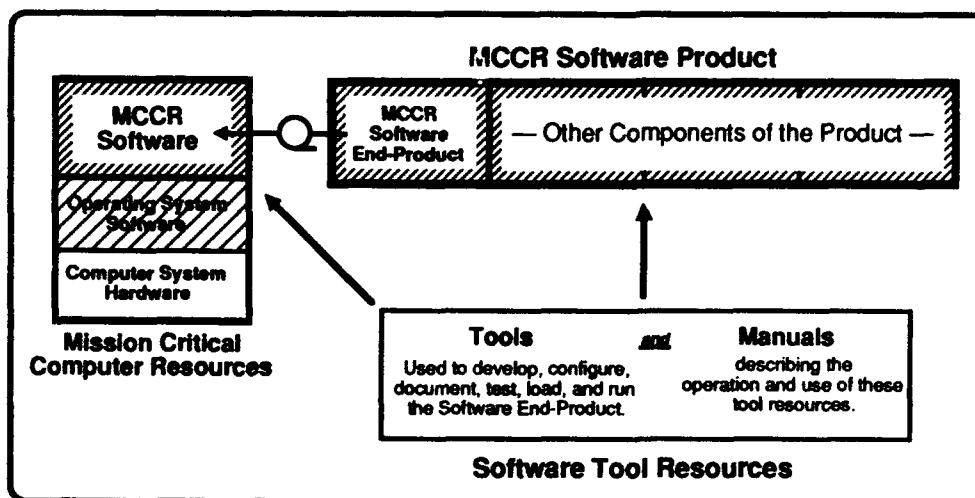 MCCR Software Product
MCCR
Software
MCCR
Software
End-Product
— Other Components of the Product —
Operating System
Software
Computer System
Hardware
Mission Critical
Computer Resources
Tools
Used to develop, configure,
document, test, load, and run
the Software End-Product.
and
Manuals
describing the
operation and use of these
tool resources.
Software Tool Resources